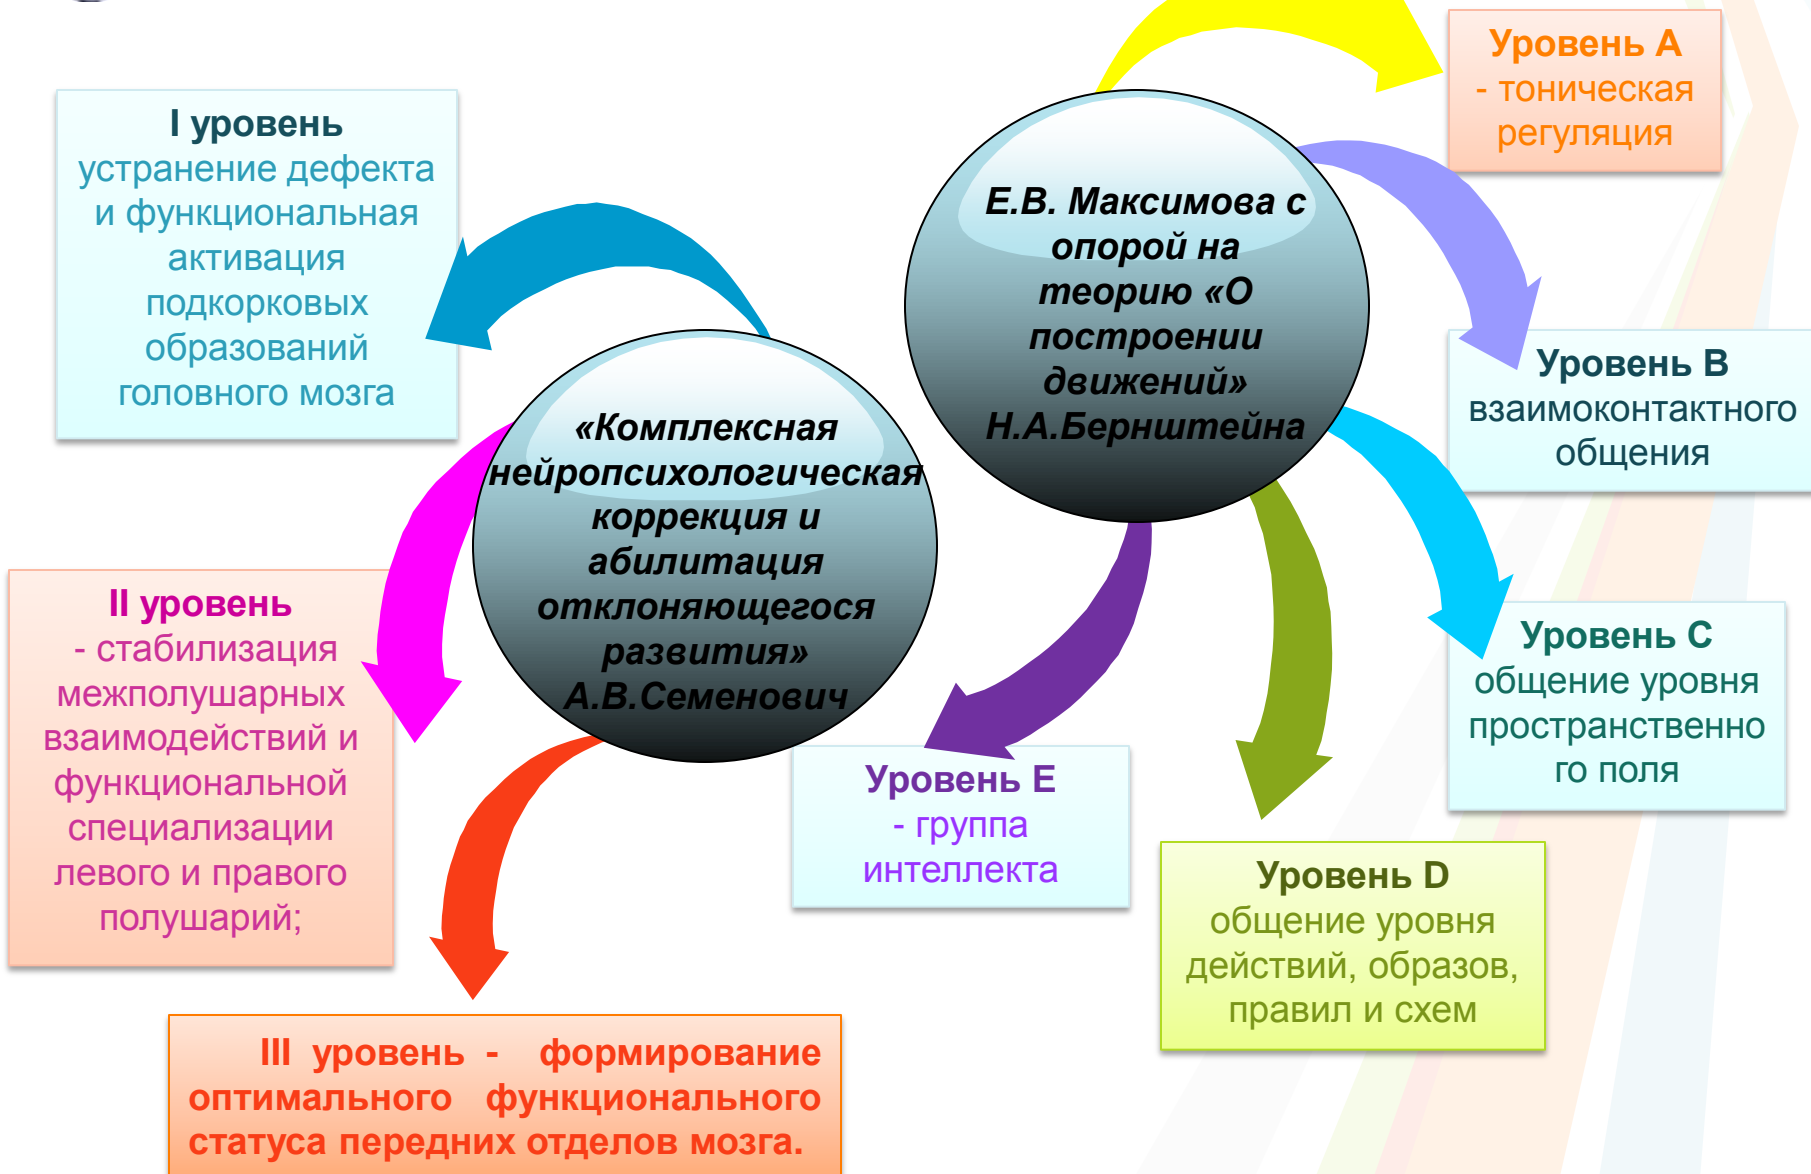 I уровень
устранение дефекта
и функциональная
активация
подкорковых
образований
головного мозга
II уровень
- стабилизация
межполушарных
взаимодействий и
функциональной
специализации
левого и правого
полушарий;
III уровень - формирование
оптимального функционального
статуса передних отделов мозга.
«Комплексная
нейропсихологическая
коррекция и
абилитация
отклоняющегося
развития»
А.В.Семенович
Е.В. Максимова с
опорой на
теорию «О
построении
движений»
Н.А.Бернштейна
Уровень А
- тоническая
регуляция
Уровень В
взаимоконтактного
общения
Уровень С
общение уровня
пространственно
го поля
Уровень D
общение уровня
действий, образов,
правил и схем
Уровень Е
- группа
интеллекта